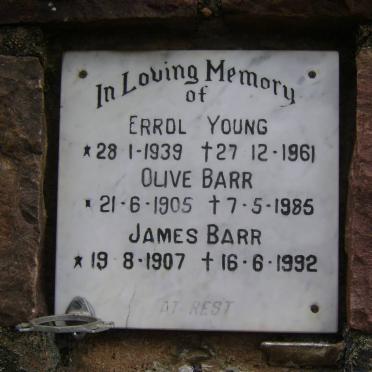 In Loving Memory
of
ERROL YOUNG
* 28·1-1939 †27·12·1961
OLIVE BARR
* 21-6-1905 †7-5-1985
JAMES BARR
* 19·8-1907 †16-6-1992
AT REST